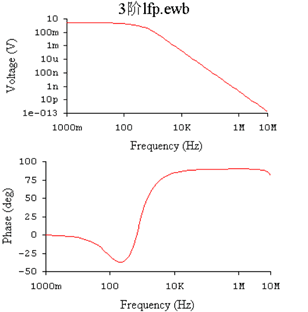 3阶lfp.ewb
Voltage (V)
10
100m
1m
10u
100n
1n
10p
1e-013
1000m 100 10K 1M 10M
Frequency (Hz)
Phase (deg)
100
75
50
25
0
-25
-50
1000m 100 10K 1M 10M
Frequency (Hz)